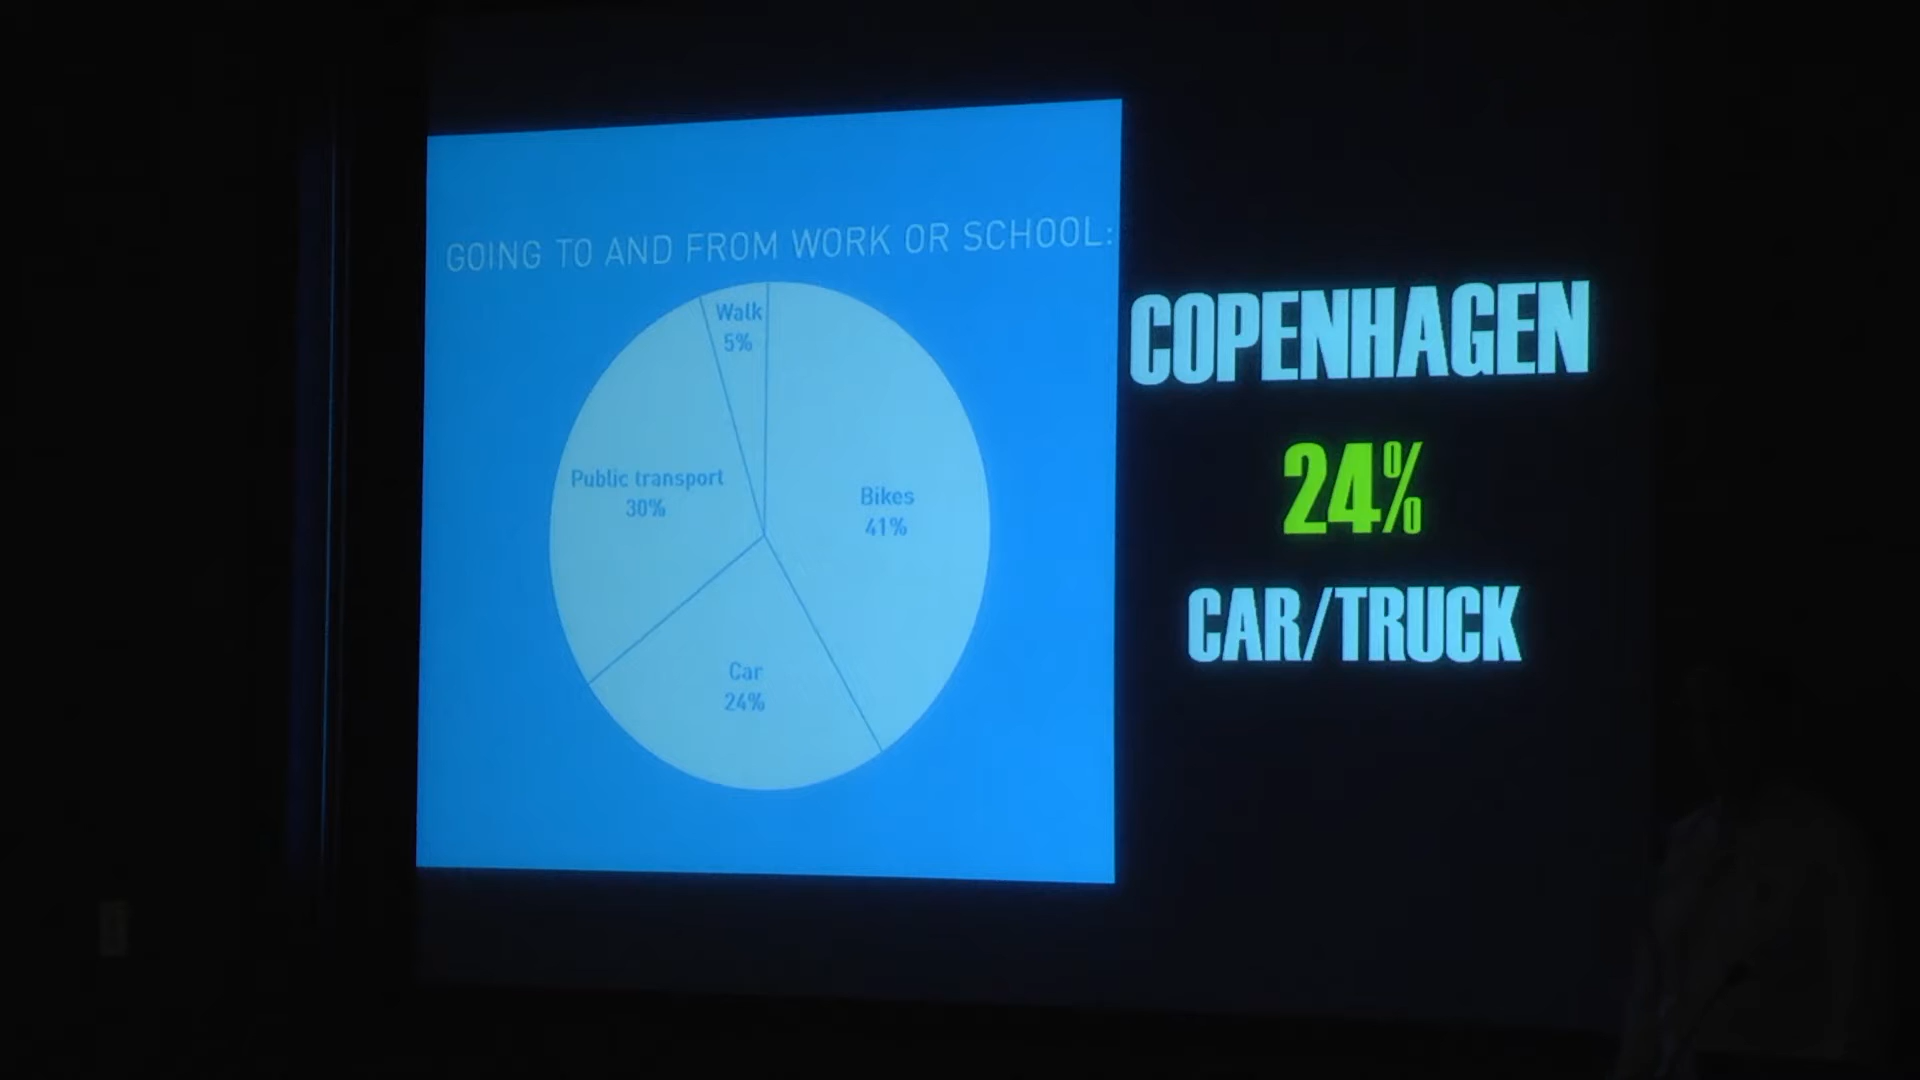 GOING TO AND FROM WORK OR SCHOOL:
Walk
5%
Public transport
30%
Bikes
41%
Car
24%
COPENHAGEN
24%
CAR/TRUCK